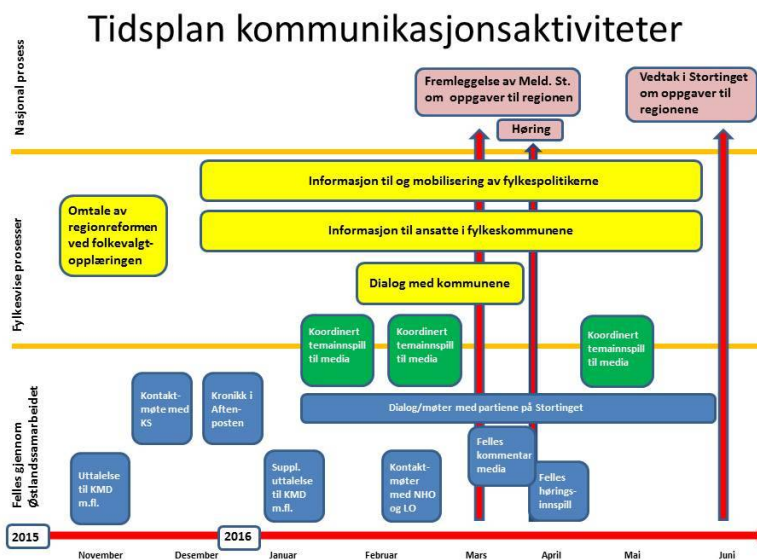 Tidsplan kommunikasjonsaktiviteter
Nasjonal prosess
Fremleggelse av Meld. St.
om oppgaver til regionen
Høring
Vedtak i Stortinget
om oppgaver til
regionene
Fylkesvise prosesser
Omtale av
regionreformen
ved folkevalgt-
opplæringen
Informasjon til og mobilisering av fylkespolitikerne
Informasjon til ansatte i fylkeskommunene
Dialog med kommunene
Koordinert
temainnspill
til media
Koordinert
temainnspill
til media
Koordinert
temainnspill
til media
Felles gjennom
Østlandssamarbeidet
Kontakt-
møte med
KS
Kronikk i
Aften-
posten
Dialog/møter med partiene på Stortinget
Uttalelse
til KMD
m.fl.
Suppl.
uttalelse
til KMD
m.fl.
Kontakt-
møter
med NHO
og LO
Felles
kommentar
media
Felles
hørings-
innspill
2015
2016
November
Desember
Januar
Februar
Mars
April
Mai
Juni